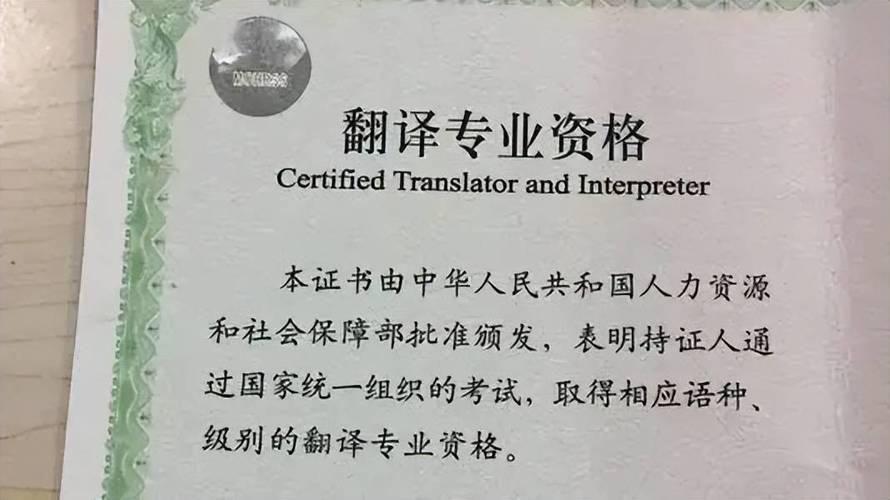 MOHRSS
翻译专业资格
Certified Translator and Interpreter
本证书由中华人民共和国人力资源
和社会保障部批准颁发，表明持证人通
过国家统一组织的考试，取得相应语种、
级别的翻译专业资格。